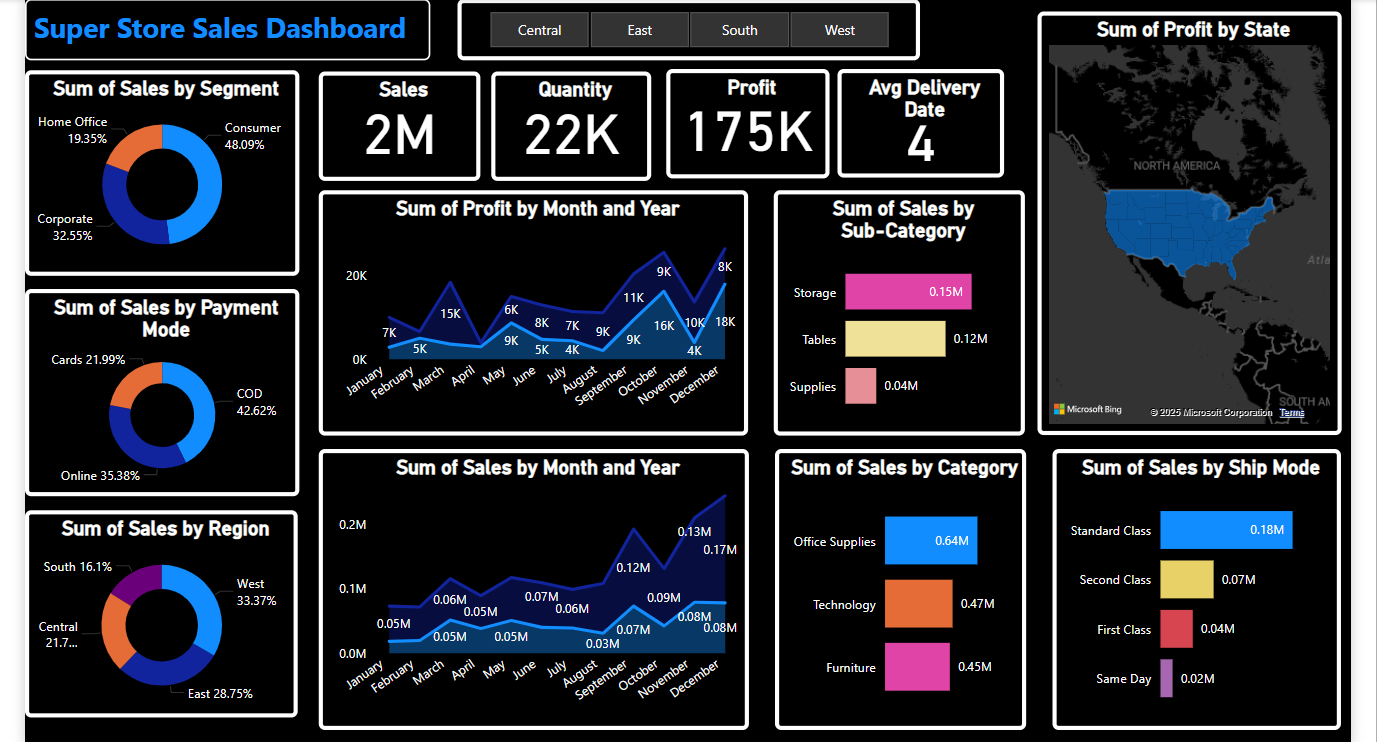 Super Store Sales Dashboard
Central
East
South
West
Sum of Sales by Segment
Home Office
19.35%
Consumer
48.09%
Corporate
32.55%
Sum of Sales by Payment
Mode
Cards 21.99%
COD
42.62%
Online 35.38%
Sum of Sales by Region
South 16.1%
West
33.37%
Central
21.7...
East 28.75%
Sales
2M
Quantity
22K
Profit
175K
Avg Delivery
Date
4
Sum of Profit by Month and Year
20K
0K
7K
5K
15K
6K
9K
8K
5K
7K
4K
9K
11K
9K
9K
16K
10K
4K
8K
18K
January
February
March
April
May
June
July
August
September
October
November
December
Sum of Sales by Month and Year
0.2M
0.1M
0.0M
0.05M
0.06M
0.05M
0.05M
0.05M
0.07M
0.06M
0.03M
0.12M
0.07M
0.09M
0.13M
0.08M
0.17M
0.08M
January
February
March
April
May
June
July
August
September
October
November
December
Sum of Sales by
Sub-Category
Storage
0.15M
Tables
0.12M
Supplies
0.04M
Sum of Sales by Category
Office Supplies
0.64M
Technology
0.47M
Furniture
0.45M
Sum of Profit by State
NORTH AMERICA
Atla
SOUTH AM
Microsoft Bing
© 2025 Microsoft Corporation Terms
Sum of Sales by Ship Mode
Standard Class
0.18M
Second Class
0.07M
First Class
0.04M
Same Day
0.02M